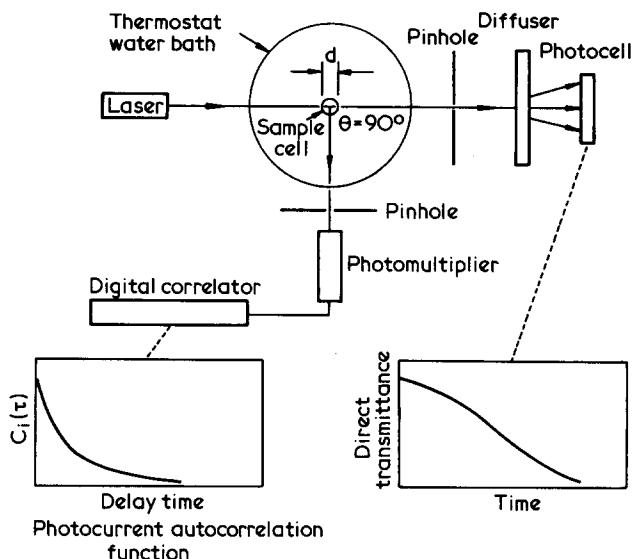 Thermostat
water bath
d
Diffuser
Pinhole
Photocell
Laser
Sample
cell
θ=90°
Pinhole
Photomultiplier
Digital correlator
Cᵢ(τ)
Delay time
Photocurrent autocorrelation
function
Direct
transmittance
Time